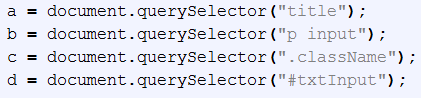 a = document.querySelector("title");
b = document.querySelector("p input");
c = document.querySelector(".className");
d = document.querySelector("#txtInput");